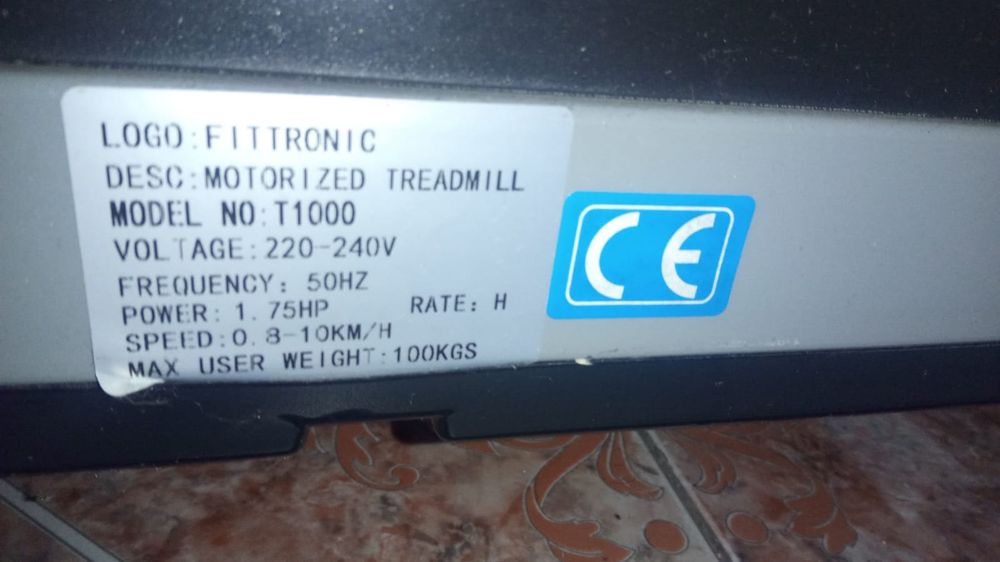 LOGO:FITTRONIC
DESC:MOTORIZED TREADMILL
MODEL NO:T1000
VOLTAGE:220-240V
FREQUENCY: 50HZ
POWER: 1.75HP RATE: H
SPEED:0.8-10KM/H
MAX USER WEIGHT:100KGS
CE